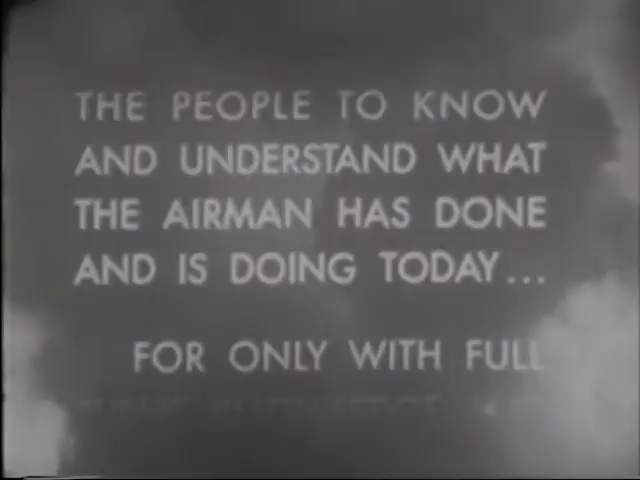 THE PEOPLE TO KNOW
AND UNDERSTAND WHAT
THE AIRMAN HAS DONE
AND IS DOING TODAY...
FOR ONLY WITH FULL